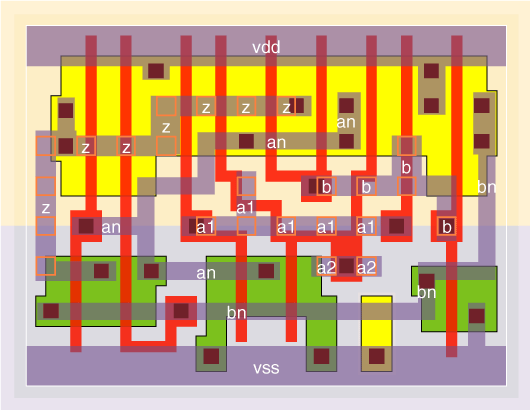 vdd
z z z
z an
z z an
b
b b bn
z a1
an a1 a1 a1 a1 b
an a2 a2
bn bn
vss